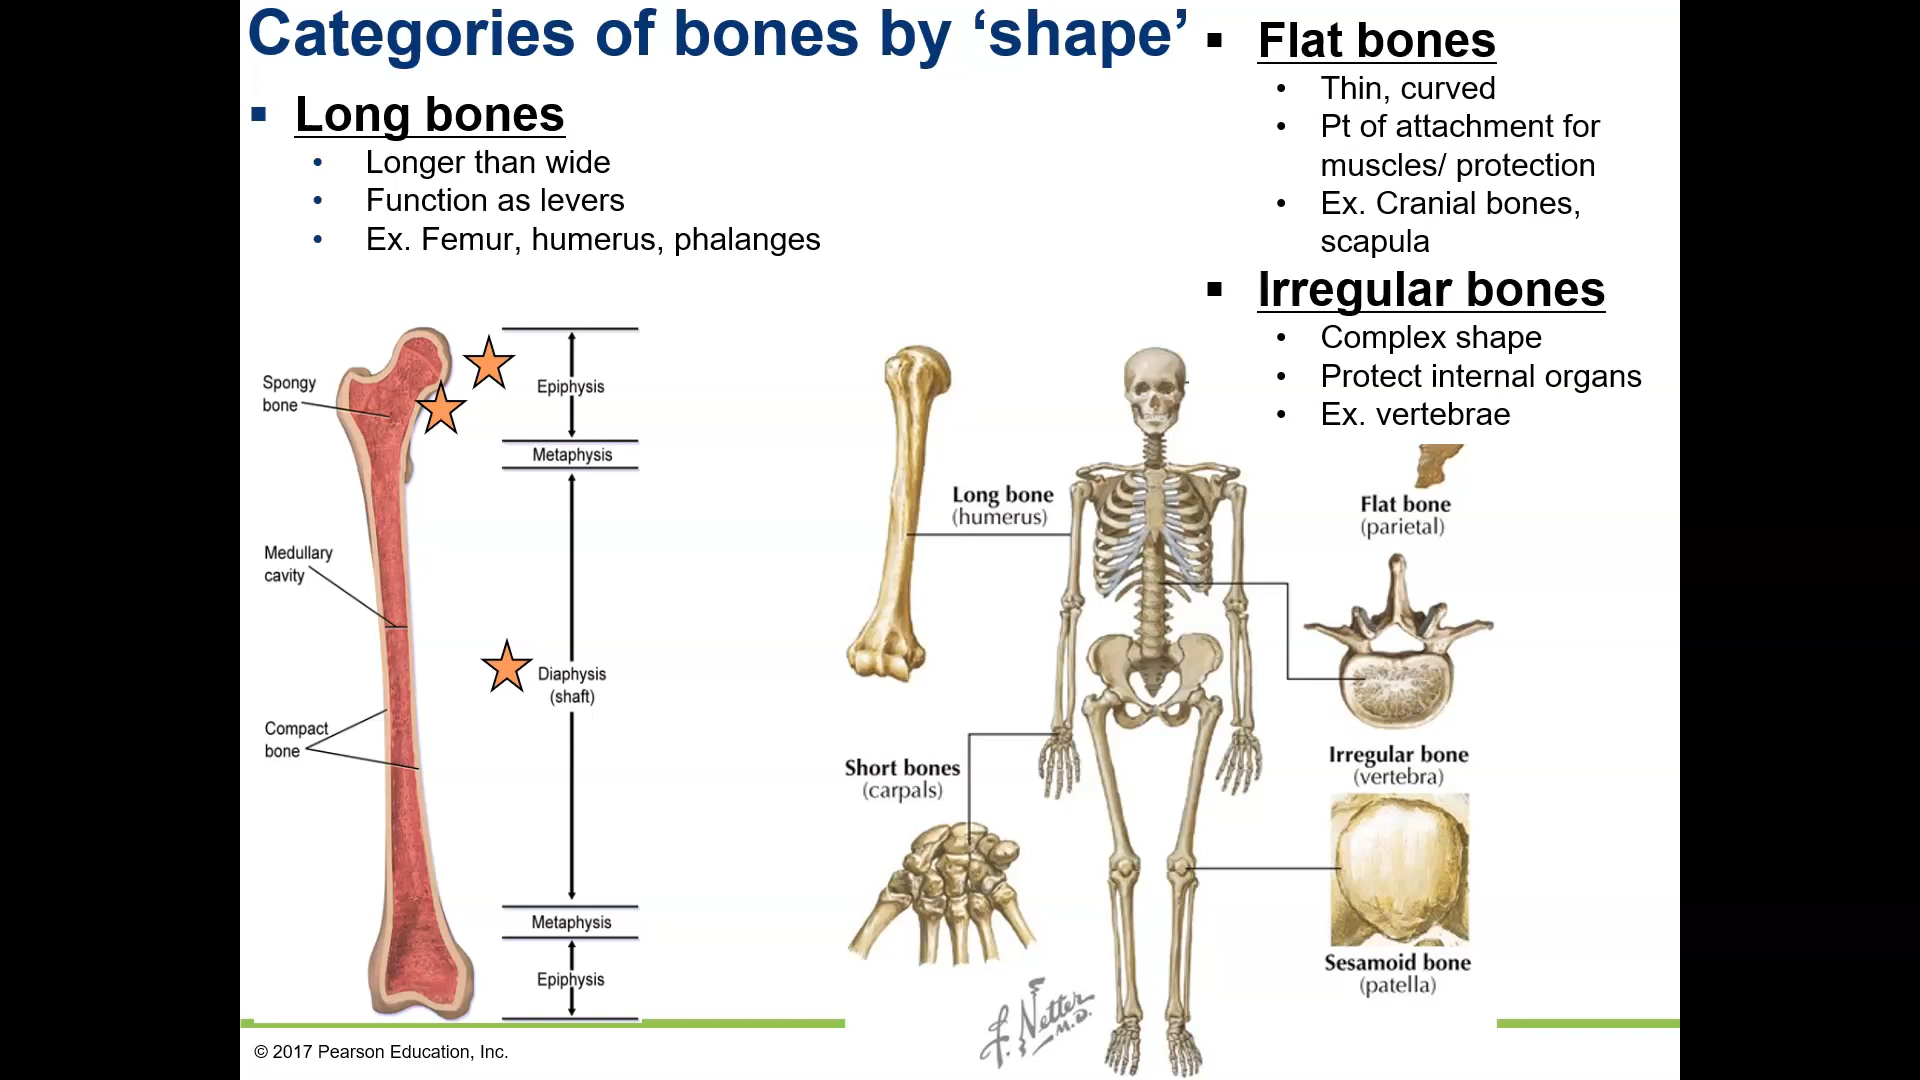 Categories of bones by ‘shape’
▪ Long bones
• Longer than wide
• Function as levers
• Ex. Femur, humerus, phalanges
▪ Flat bones
• Thin, curved
• Pt of attachment for
muscles/ protection
• Ex. Cranial bones,
scapula
▪ Irregular bones
• Complex shape
• Protect internal organs
• Ex. vertebrae
Spongy
bone
Medullary
cavity
Compact
bone
Epiphysis
Metaphysis
Diaphysis
(shaft)
Metaphysis
Epiphysis
Long bone
(humerus)
Short bones
(carpals)
Flat bone
(parietal)
Irregular bone
(vertebra)
Sesamoid bone
(patella)
F. Netter
M.D.
© 2017 Pearson Education, Inc.